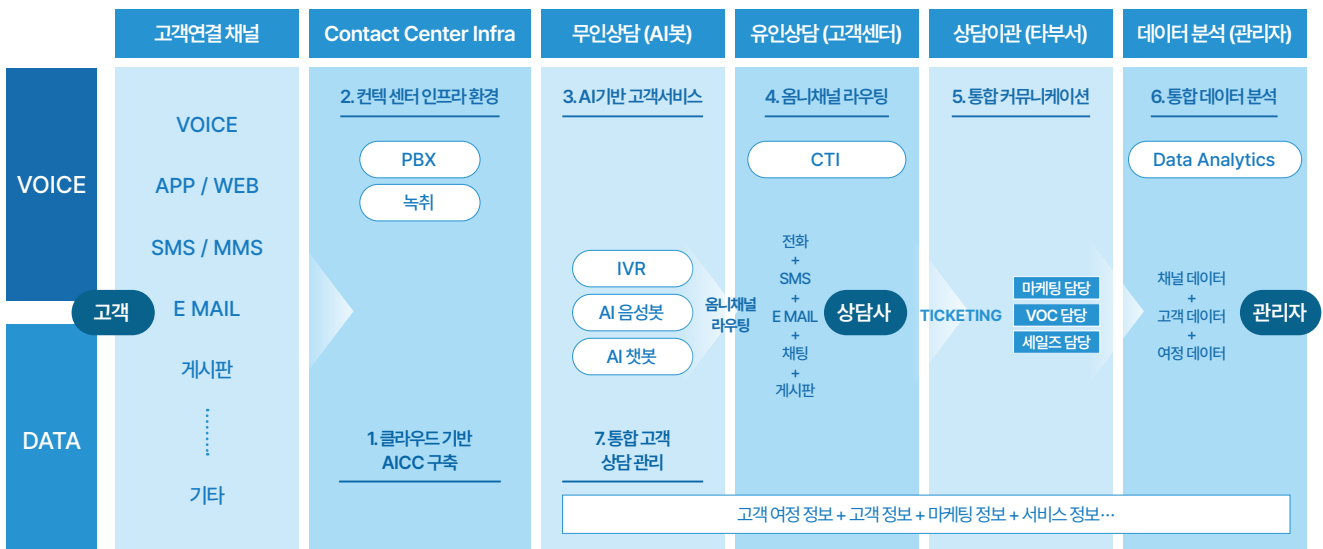 고객연결 채널
Contact Center Infra
무인상담 (AI봇)
유인상담 (고객센터)
상담이관 (타부서)
데이터 분석 (관리자)
VOICE
DATA
고객
VOICE
APP / WEB
SMS / MMS
E MAIL
게시판
기타
2. 컨텍 센터 인프라 환경
PBX
녹취
1. 클라우드 기반
AICC 구축
3. AI기반 고객서비스
IVR
AI 음성봇
AI 챗봇
7. 통합 고객
상담 관리
옴니채널
라우팅
4. 옴니채널 라우팅
CTI
전화
+
SMS
+
E MAIL
+
채팅
+
게시판
상담사
5. 통합 커뮤니케이션
TICKETING
마케팅 담당
VOC 담당
세일즈 담당
6. 통합 데이터 분석
Data Analytics
채널 데이터
+
고객 데이터
+
여정 데이터
관리자
고객 여정 정보 + 고객 정보 + 마케팅 정보 + 서비스 정보…